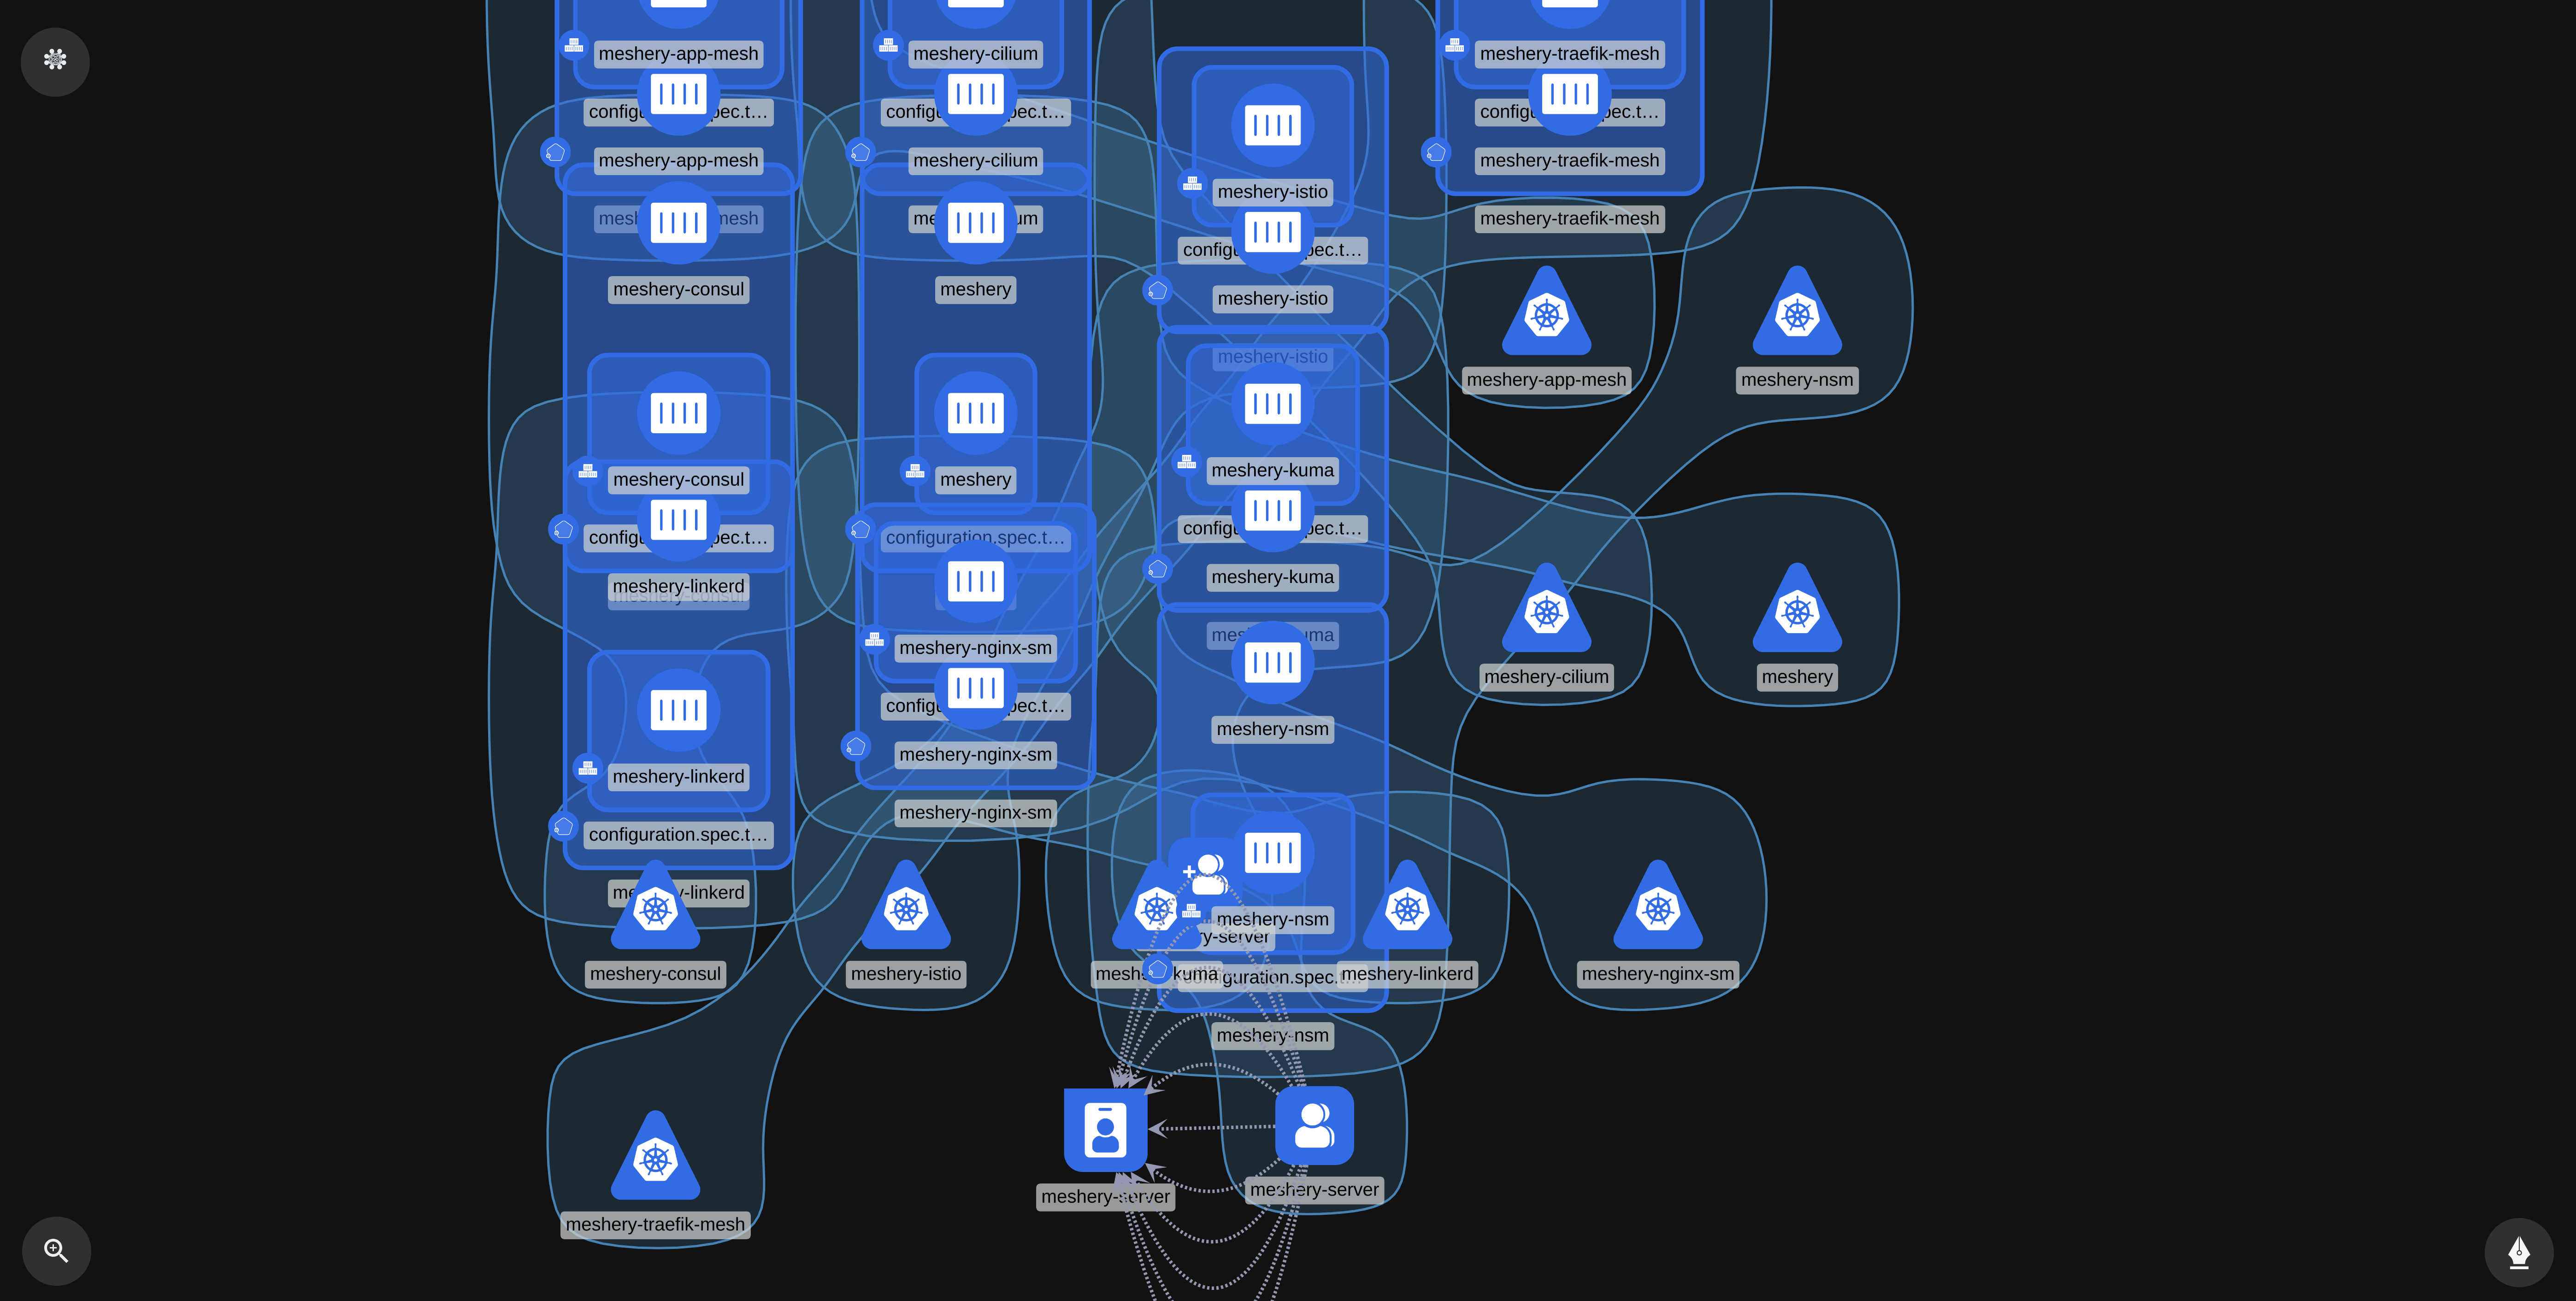 meshery-app-mesh
meshery-cilium
meshery-traefik-mesh
meshery-app-mesh
meshery-cilium
meshery-traefik-mesh
meshery-istio
meshery-traefik-mesh
meshery-consul
meshery
meshery-istio
meshery-istio
meshery-app-mesh
meshery-nsm
meshery-consul
meshery
meshery-kuma
configuration.spec.t…
meshery-linkerd
meshery-kuma
meshery-nginx-sm
meshery-cilium
meshery
meshery-nsm
meshery-linkerd
meshery-nginx-sm
meshery-nginx-sm
configuration.spec.t…
meshery-nsm
meshery-consul
meshery-istio
meshery-linkerd
meshery-nginx-sm
meshery-nsm
meshery-server
meshery-server
meshery-traefik-mesh